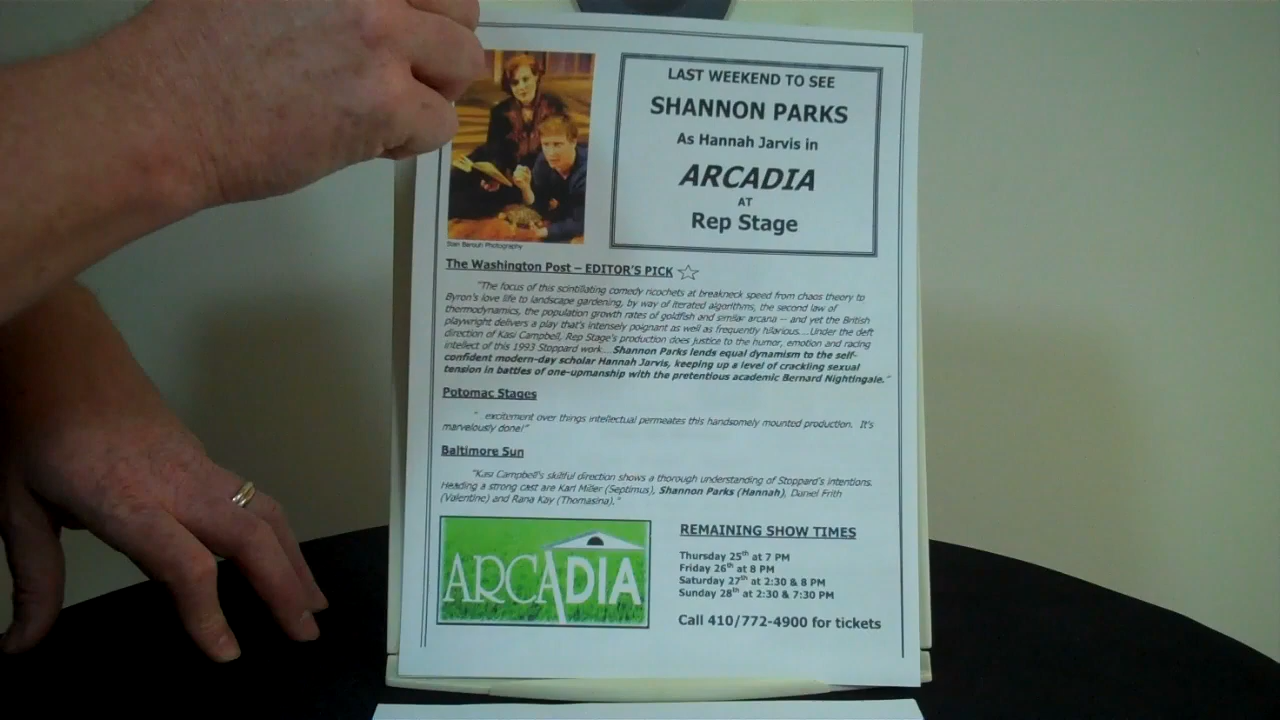 LAST WEEKEND TO SEE
SHANNON PARKS
As Hannah Jarvis in
ARCADIA
AT
Rep Stage
Stan Barouh Photography
The Washington Post – EDITOR'S PICK
"The focus of this scintillating comedy ricochets at breakneck speed from chaos theory to
Byron's love life to landscape gardening, by way of iterated algorithms, the second law of
thermodynamics, the population growth rates of goldfish and similar arcana -- and yet the British
playwright delivers a play that's intensely poignant as well as frequently hilarious....Under the deft
direction of Kasi Campbell, Rep Stage's production does justice to the humor, emotion and racing
intellect of this 1993 Stoppard work...Shannon Parks lends equal dynamism to the self-
confident modern-day scholar Hannah Jarvis, keeping up a level of crackling sexual
tension in battles of one-upmanship with the pretentious academic Bernard Nightingale."
Potomac Stages
" excitement over things intellectual permeates this handsomely mounted production. It's
marvelously done!"
Baltimore Sun
"Kasi Campbell's skillful direction shows a thorough understanding of Stoppard's intentions.
Heading a strong cast are Karl Miller (Septimus), Shannon Parks (Hannah), Daniel Frith
(Valentine) and Rana Kay (Thomasina)."
ARCADIA
REMAINING SHOW TIMES
Thursday 25th at 7 PM
Friday 26th at 8 PM
Saturday 27th at 2:30 & 8 PM
Sunday 28th at 2:30 & 7:30 PM
Call 410/772-4900 for tickets